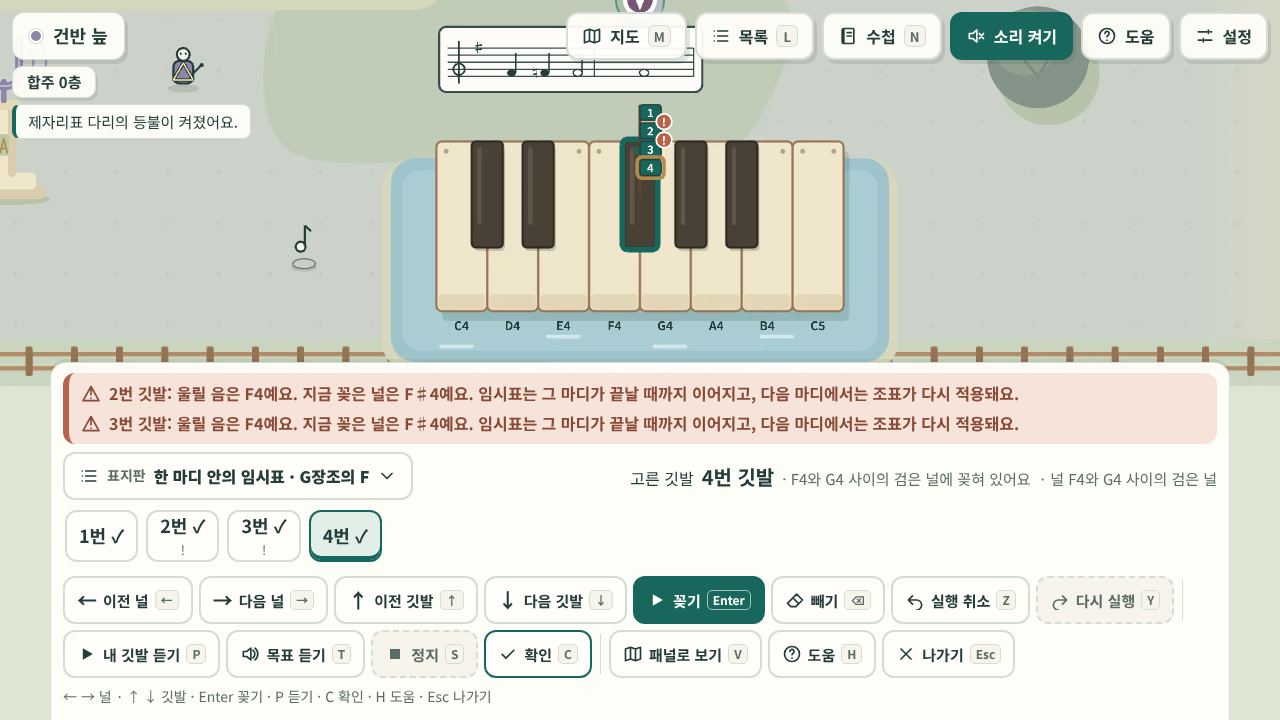 건반 늪
지도 M
목록 L
수첩 N
소리 켜기
도움
설정
합주 0층
제자리표 다리의 등불이 켜졌어요.
A
1
2
3
4
!
!
C4 D4 E4 F4 G4 A4 B4 C5
2번 깃발: 울릴 음은 F4예요. 지금 꽂은 널은 F♯4예요. 임시표는 그 마디가 끝날 때까지 이어지고, 다음 마디에서는 조표가 다시 적용돼요.
3번 깃발: 울릴 음은 F4예요. 지금 꽂은 널은 F♯4예요. 임시표는 그 마디가 끝날 때까지 이어지고, 다음 마디에서는 조표가 다시 적용돼요.
표지판 한 마디 안의 임시표 · G장조의 F
고른 깃발 4번 깃발 · F4와 G4 사이의 검은 널에 꽂혀 있어요 · 널 F4와 G4 사이의 검은 널
1번 ✓
2번 ✓
!
3번 ✓
!
4번 ✓
← 이전 널 ←
→ 다음 널 →
↑ 이전 깃발 ↑
↓ 다음 깃발 ↓
꽂기 Enter
빼기 ⌫
실행 취소 Z
다시 실행 Y
내 깃발 듣기 P
목표 듣기 T
정지 S
확인 C
패널로 보기 V
도움 H
나가기 Esc
← → 널 · ↑ ↓ 깃발 · Enter 꽂기 · P 듣기 · C 확인 · H 도움 · Esc 나가기